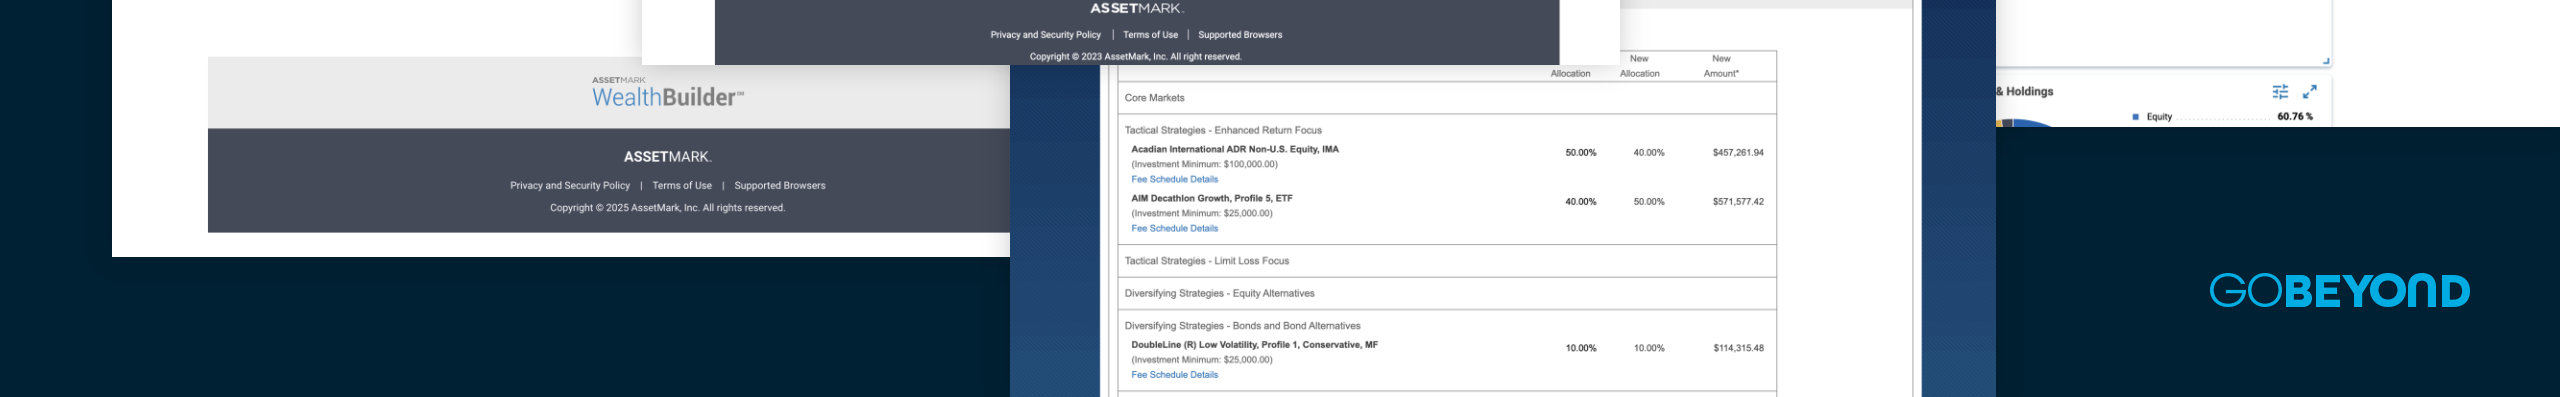 ASSETMARK.
Privacy and Security Policy | Terms of Use | Supported Browsers
Copyright © 2023 AssetMark, Inc. All right reserved.
ASSETMARK
WealthBuilder℠
ASSETMARK.
Privacy and Security Policy | Terms of Use | Supported Browsers
Copyright © 2025 AssetMark, Inc. All rights reserved.
Allocation New Allocation New Amount*
Core Markets
Tactical Strategies - Enhanced Return Focus
Acadian International ADR Non-U.S. Equity, IMA 50.00% 40.00% $457,261.94
(Investment Minimum: $100,000.00)
Fee Schedule Details
AIM Decathlon Growth, Profile 5, ETF 40.00% 50.00% $571,577.42
(Investment Minimum: $25,000.00)
Fee Schedule Details
Tactical Strategies - Limit Loss Focus
Diversifying Strategies - Equity Alternatives
Diversifying Strategies - Bonds and Bond Alternatives
DoubleLine (R) Low Volatility, Profile 1, Conservative, MF 10.00% 10.00% $114,315.48
(Investment Minimum: $25,000.00)
Fee Schedule Details
& Holdings
Equity 60.76 %
GOBEYOND